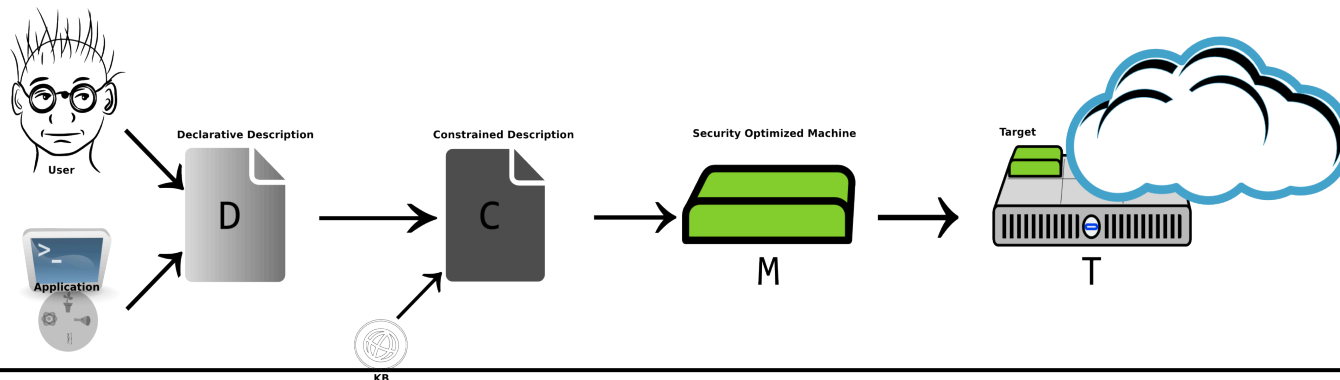 User
Application
>_
Declarative Description
D
Constrained Description
C
KB
Security Optimized Machine
M
Target
T